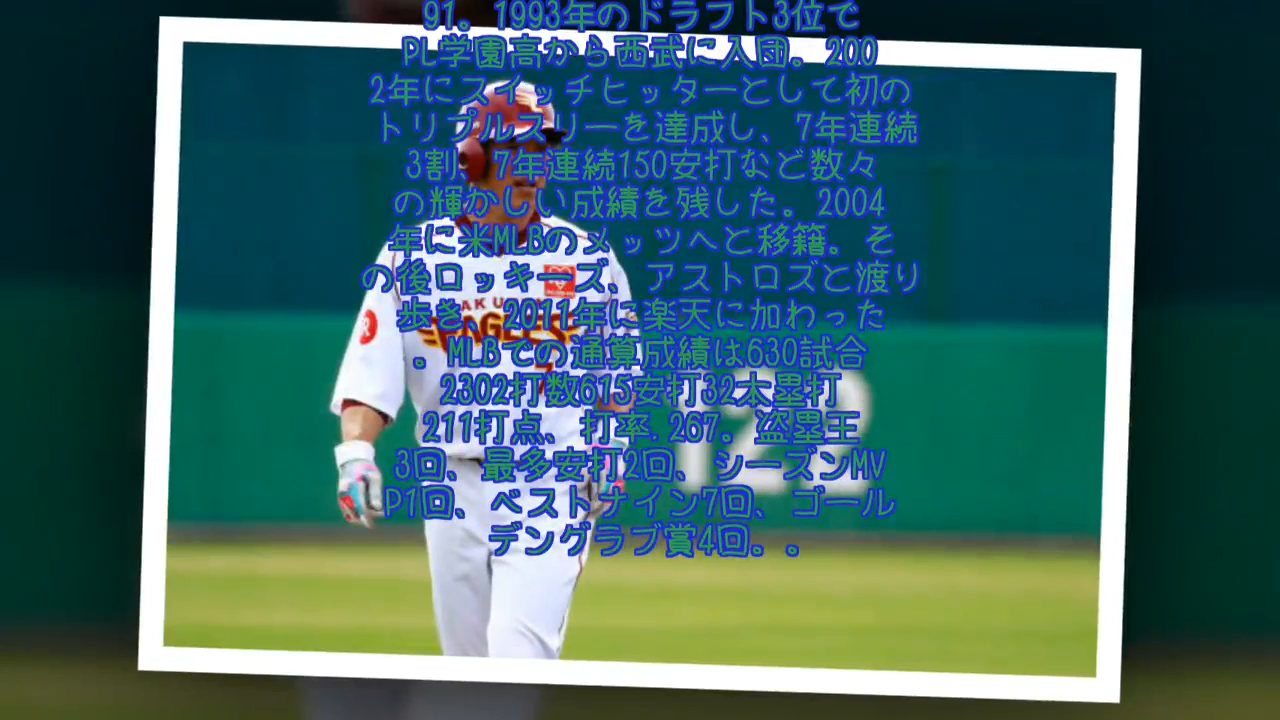 91。1993年のドラフト3位で
PL学園高から西武に入団。200
2年にスイッチヒッターとして初の
トリプルスリーを達成し、7年連続
3割、7年連続150安打など数々
の輝かしい成績を残した。2004
年に米MLBのメッツへと移籍。そ
の後ロッキーズ、アストロズと渡り
歩き、2011年に楽天に加わった
。MLBでの通算成績は630試合
2302打数615安打32本塁打
211打点、打率.267。盗塁王
3回、最多安打2回、シーズンMV
P1回、ベストナイン7回、ゴール
デングラブ賞4回。。
EAGLES
7
122